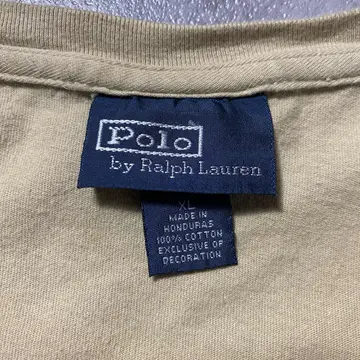 Polo
by Ralph Lauren
XL
MADE IN
HONDURAS
100% COTTON
EXCLUSIVE OF
DECORATION